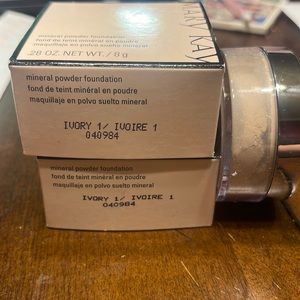 MARY KAY
.28 OZ. NET WT. / 8 g
mineral powder foundation
fond de teint minéral en poudre
maquillaje en polvo suelto mineral
IVORY 1/ IVOIRE 1
040984
mineral powder foundation
fond de teint minéral en poudre
maquillaje en polvo suelto mineral
IVORY 1/ IVOIRE 1
040984